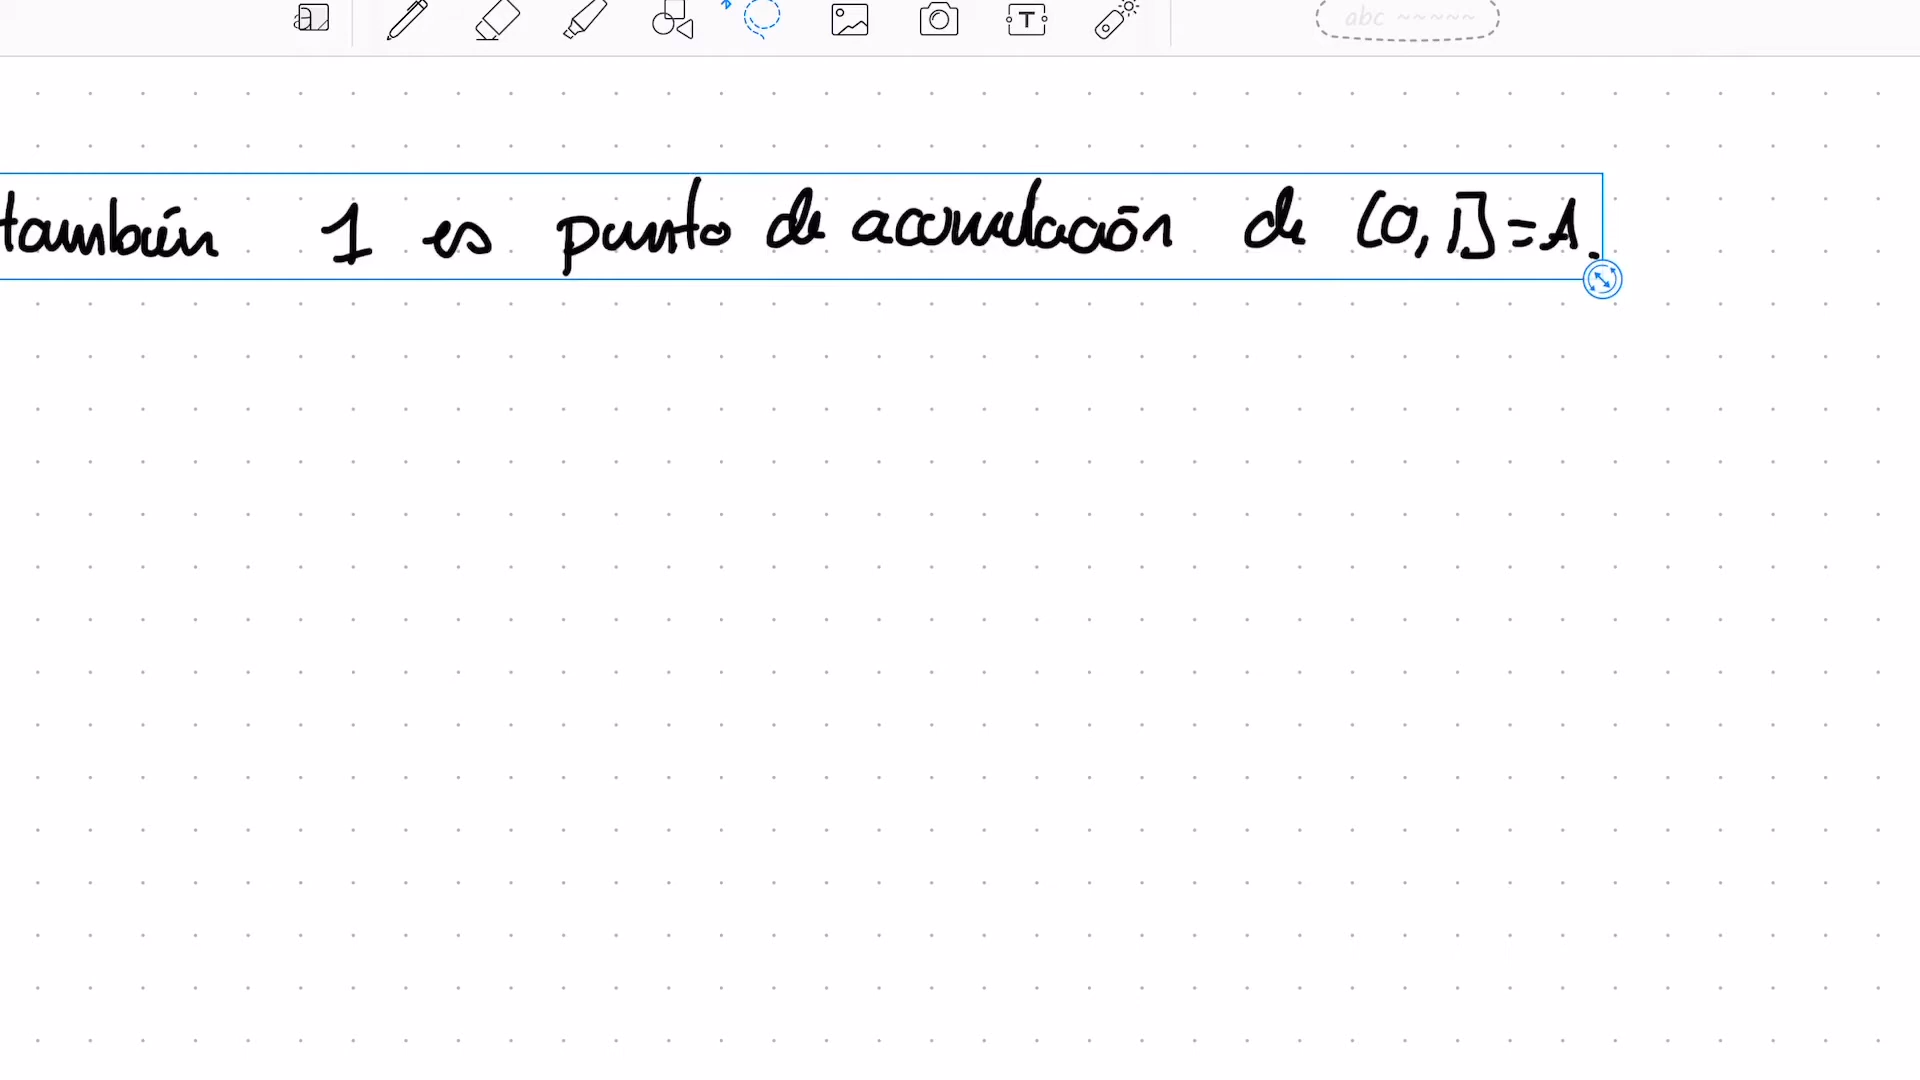 también 1 es punto de acumulación de (0,1]=A.